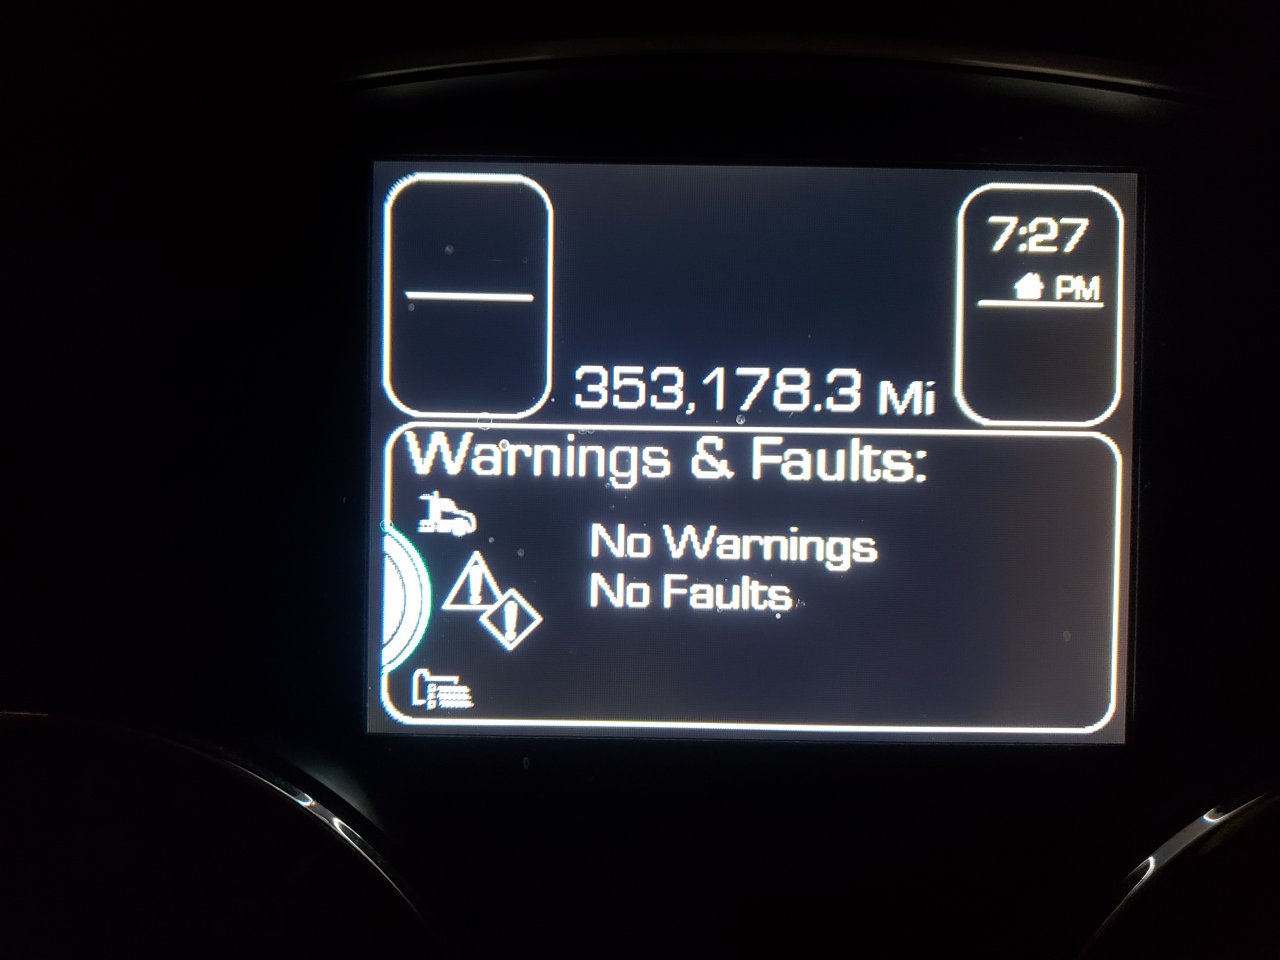 7:27
PM
353,178.3 Mi
Warnings & Faults:
No Warnings
No Faults